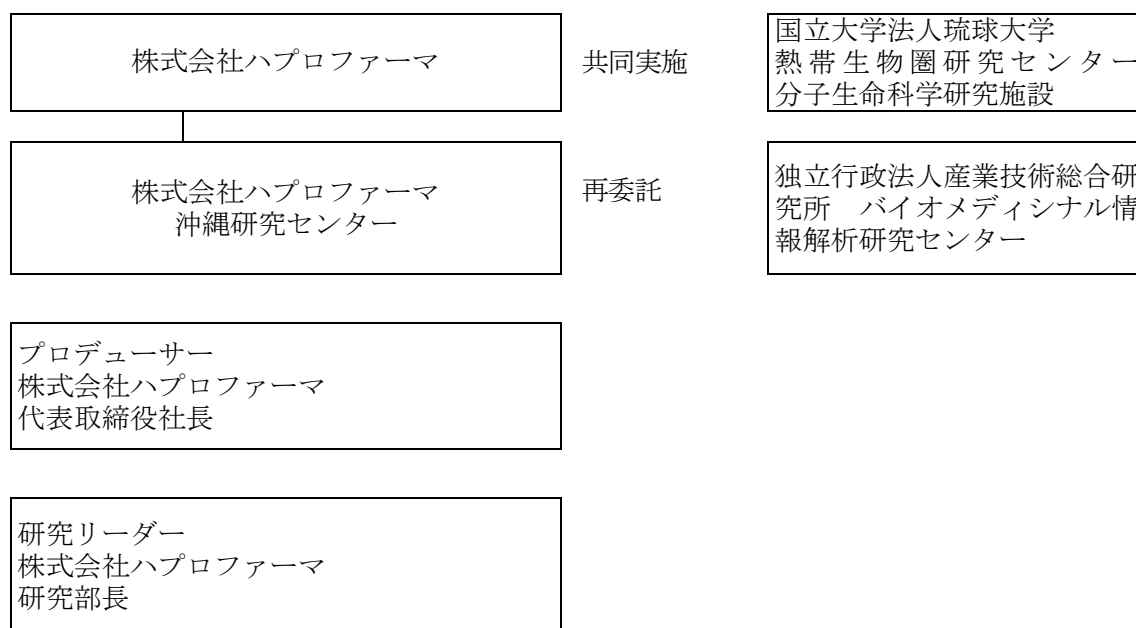 株式会社ハプロファーマ
共同実施
国立大学法人琉球大学
熱帯生物圏研究センター
分子生命科学研究施設
株式会社ハプロファーマ
沖縄研究センター
再委託
独立行政法人産業技術総合研
究所　バイオメディシナル情
報解析研究センター
プロデューサー
株式会社ハプロファーマ
代表取締役社長
研究リーダー
株式会社ハプロファーマ
研究部長